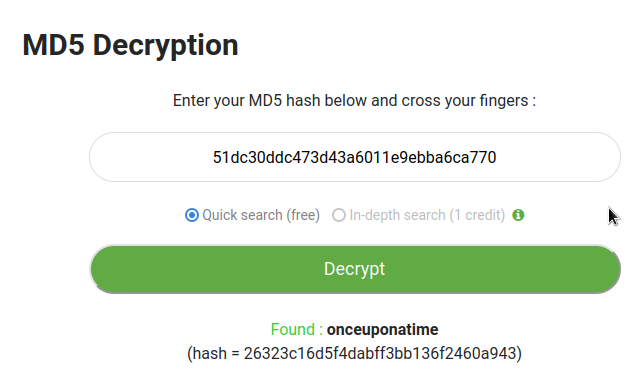 MD5 Decryption
Enter your MD5 hash below and cross your fingers :
51dc30ddc473d43a6011e9ebba6ca770
Quick search (free) In-depth search (1 credit)
Decrypt
Found : onceuponatime
(hash = 26323c16d5f4dabff3bb136f2460a943)